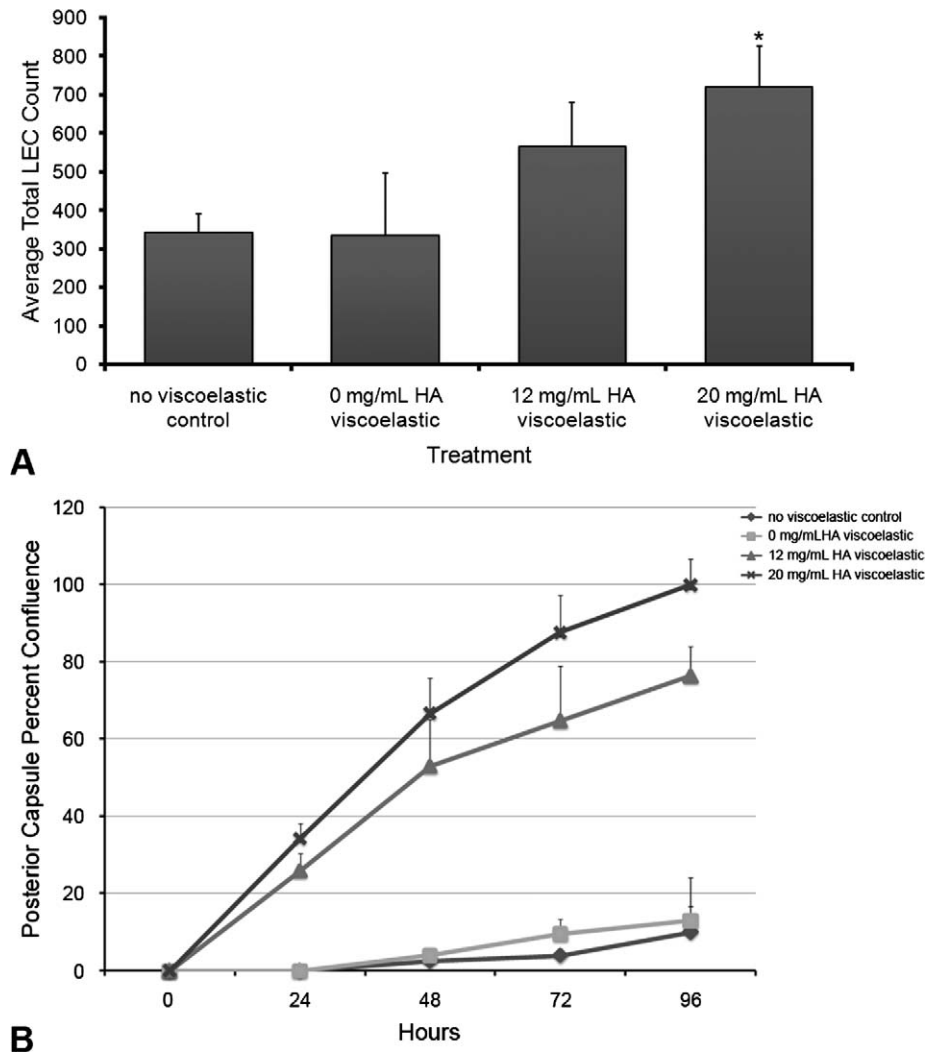 900
800
700
600
500
400
300
200
100
0
Average Total LEC Count
*
no viscoelastic
control
0 mg/mL HA
viscoelastic
12 mg/mL HA
viscoelastic
20 mg/mL HA
viscoelastic
Treatment
A
120
100
80
60
40
20
0
Posterior Capsule Percent Confluence
no viscoelastic control
0 mg/mLHA viscoelastic
12 mg/mL HA viscoelastic
20 mg/mL HA viscoelastic
0 24 48 72 96
Hours
B